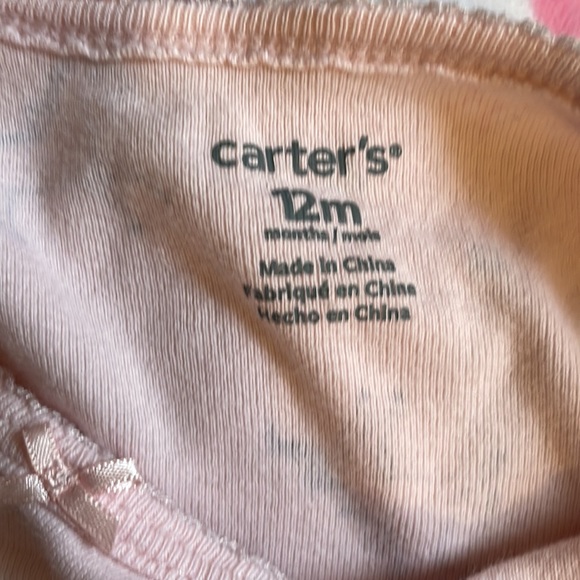 carter's®
12m
months / mois
Made in China
Fabriqué en Chine
Hecho en China